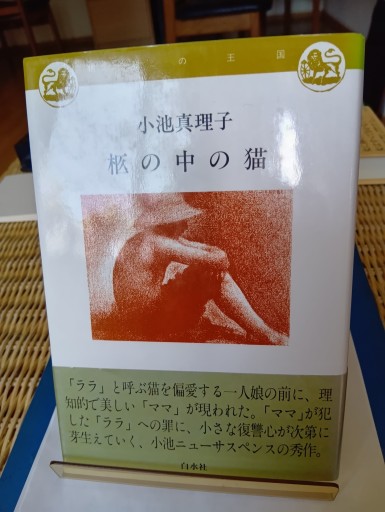 の王国
小池真理子
柩の中の猫
「ララ」と呼ぶ猫を偏愛する一人娘の前に、理
知的で美しい「ママ」が現われた。「ママ」が犯
した「ララ」への罪に、小さな復讐心が次第に
芽生えていく、小池ニューサスペンスの秀作。
白水社